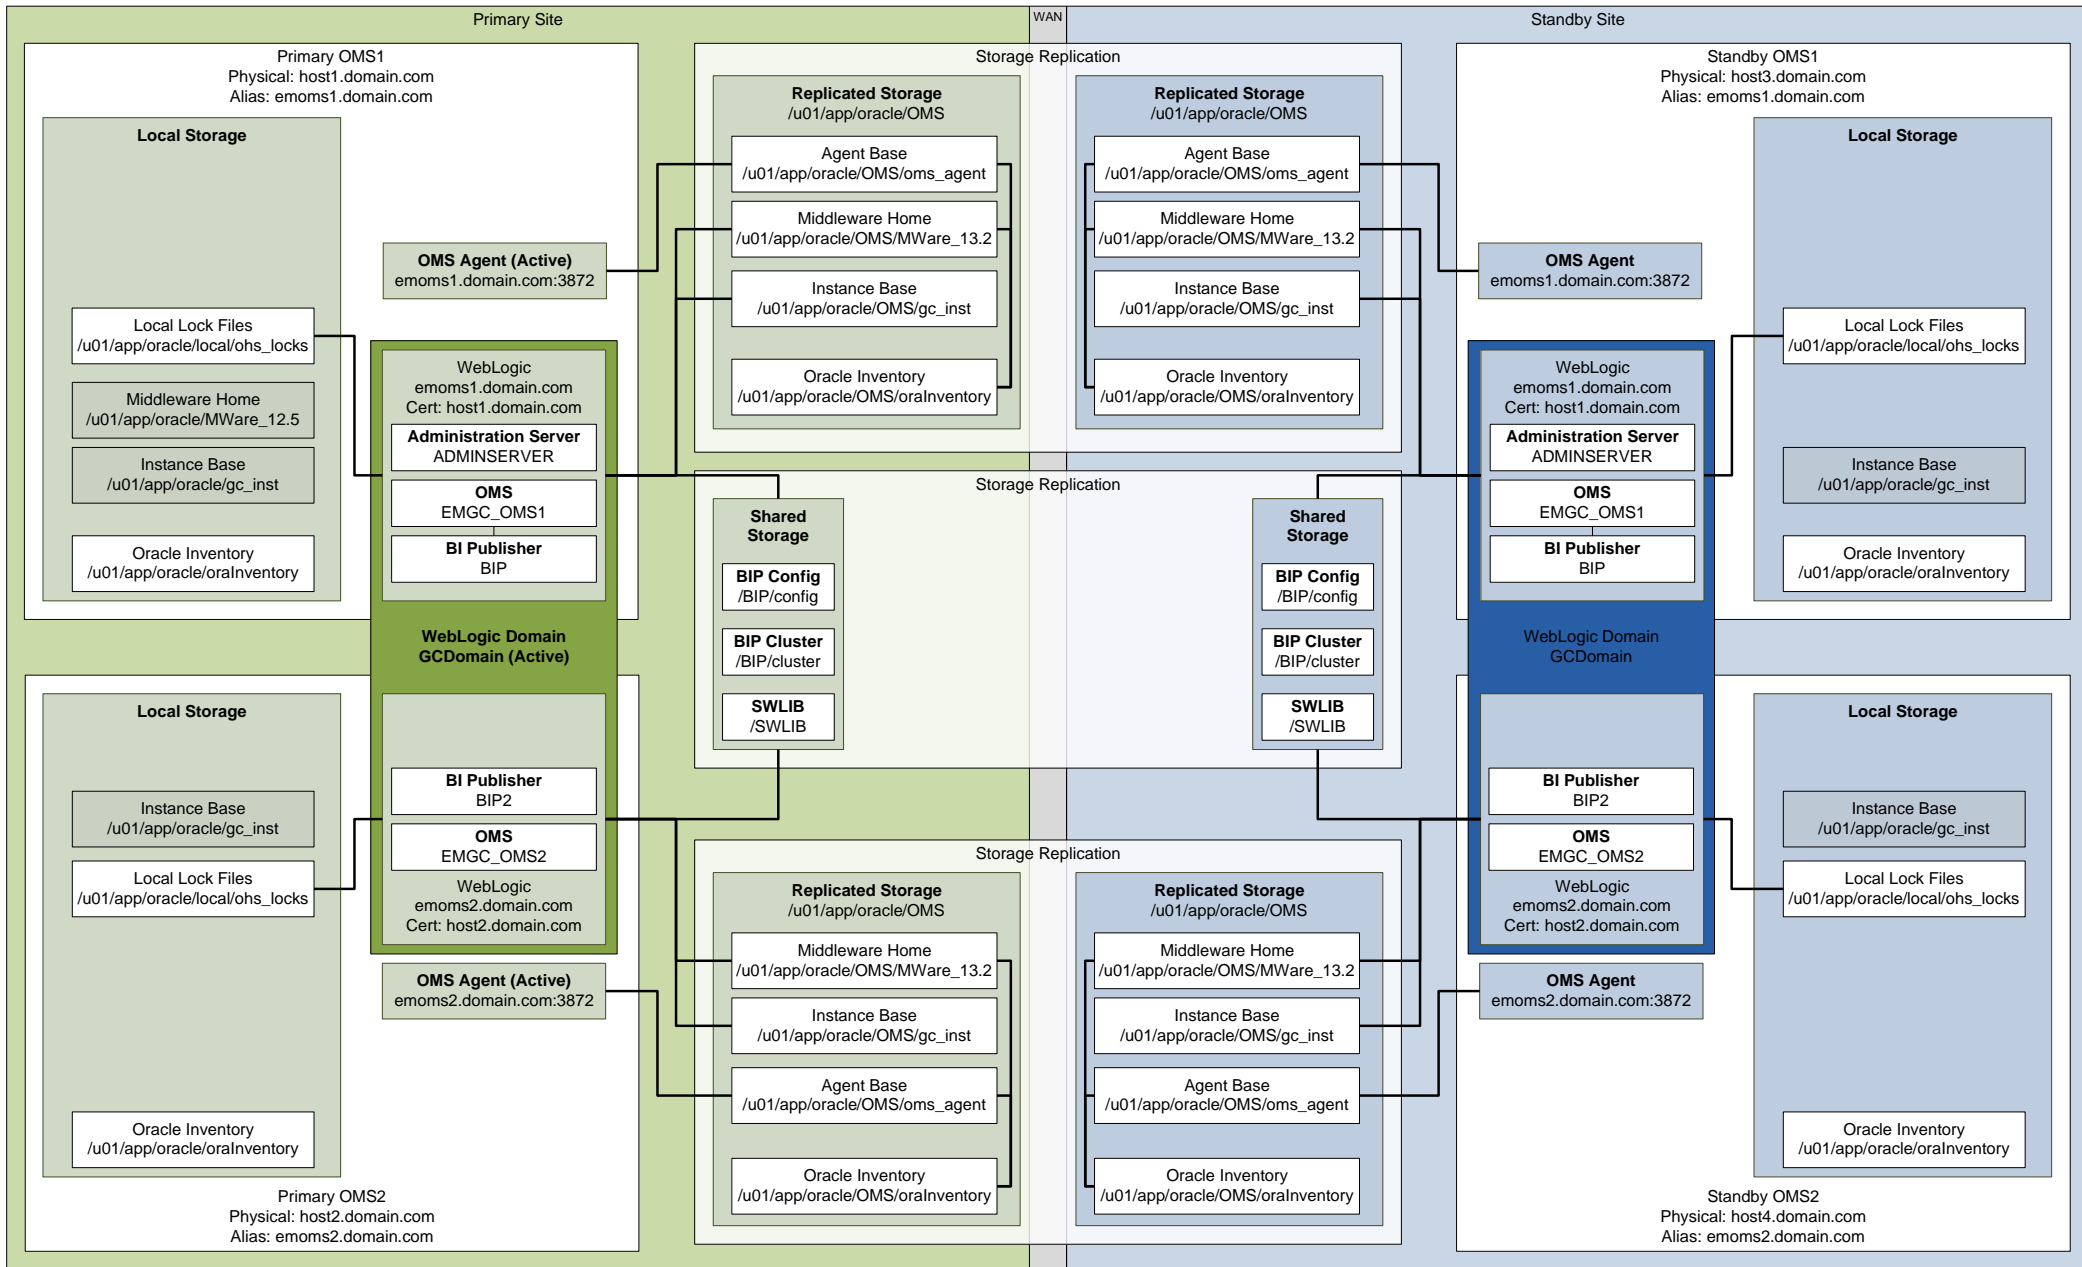 Primary Site
WAN
Standby Site
Primary OMS1
Physical: host1.domain.com
Alias: emoms1.domain.com
Local Storage
Local Lock Files
/u01/app/oracle/local/ohs_locks
Middleware Home
/u01/app/oracle/MWare_12.5
Instance Base
/u01/app/oracle/gc_inst
Oracle Inventory
/u01/app/oracle/oraInventory
OMS Agent (Active)
emoms1.domain.com:3872
WebLogic
emoms1.domain.com
Cert: host1.domain.com
Administration Server
ADMINSERVER
OMS
EMGC_OMS1
BI Publisher
BIP
WebLogic Domain
GCDomain (Active)
Local Storage
Instance Base
/u01/app/oracle/gc_inst
Local Lock Files
/u01/app/oracle/local/ohs_locks
Oracle Inventory
/u01/app/oracle/oraInventory
BI Publisher
BIP2
OMS
EMGC_OMS2
WebLogic
emoms2.domain.com
Cert: host2.domain.com
OMS Agent (Active)
emoms2.domain.com:3872
Primary OMS2
Physical: host2.domain.com
Alias: emoms2.domain.com
Storage Replication
Replicated Storage
/u01/app/oracle/OMS
Agent Base
/u01/app/oracle/OMS/oms_agent
Middleware Home
/u01/app/oracle/OMS/MWare_13.2
Instance Base
/u01/app/oracle/OMS/gc_inst
Oracle Inventory
/u01/app/oracle/OMS/oraInventory
Replicated Storage
/u01/app/oracle/OMS
Agent Base
/u01/app/oracle/OMS/oms_agent
Middleware Home
/u01/app/oracle/OMS/MWare_13.2
Instance Base
/u01/app/oracle/OMS/gc_inst
Oracle Inventory
/u01/app/oracle/OMS/oraInventory
Storage Replication
Shared
Storage
BIP Config
/BIP/config
BIP Cluster
/BIP/cluster
SWLIB
/SWLIB
Shared
Storage
BIP Config
/BIP/config
BIP Cluster
/BIP/cluster
SWLIB
/SWLIB
Storage Replication
Replicated Storage
/u01/app/oracle/OMS
Middleware Home
/u01/app/oracle/OMS/MWare_13.2
Instance Base
/u01/app/oracle/OMS/gc_inst
Agent Base
/u01/app/oracle/OMS/oms_agent
Oracle Inventory
/u01/app/oracle/OMS/oraInventory
Replicated Storage
/u01/app/oracle/OMS
Middleware Home
/u01/app/oracle/OMS/MWare_13.2
Instance Base
/u01/app/oracle/OMS/gc_inst
Agent Base
/u01/app/oracle/OMS/oms_agent
Oracle Inventory
/u01/app/oracle/OMS/oraInventory
Standby OMS1
Physical: host3.domain.com
Alias: emoms1.domain.com
OMS Agent
emoms1.domain.com:3872
WebLogic
emoms1.domain.com
Cert: host1.domain.com
Administration Server
ADMINSERVER
OMS
EMGC_OMS1
BI Publisher
BIP
Local Storage
Local Lock Files
/u01/app/oracle/local/ohs_locks
Instance Base
/u01/app/oracle/gc_inst
Oracle Inventory
/u01/app/oracle/oraInventory
WebLogic Domain
GCDomain
BI Publisher
BIP2
OMS
EMGC_OMS2
WebLogic
emoms2.domain.com
Cert: host2.domain.com
OMS Agent
emoms2.domain.com:3872
Local Storage
Instance Base
/u01/app/oracle/gc_inst
Local Lock Files
/u01/app/oracle/local/ohs_locks
Oracle Inventory
/u01/app/oracle/oraInventory
Standby OMS2
Physical: host4.domain.com
Alias: emoms2.domain.com